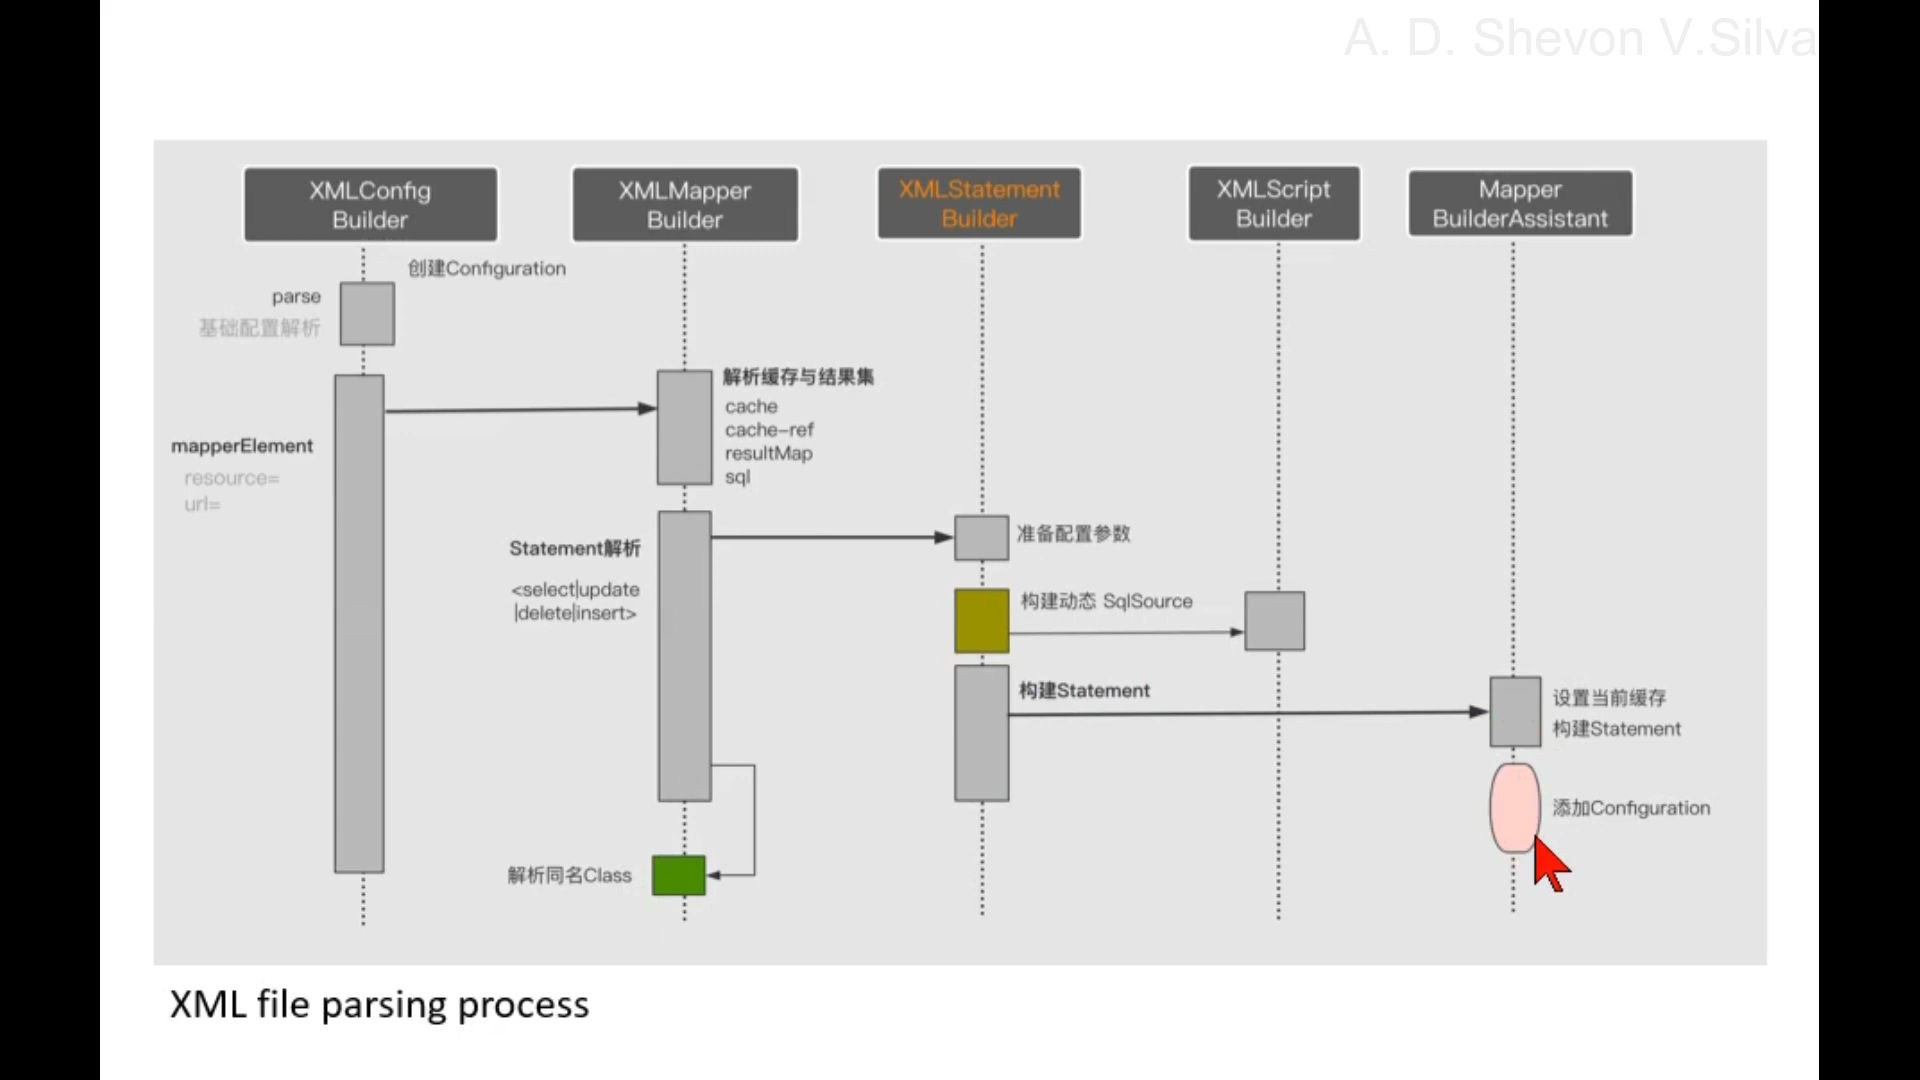 A. D. Shevon V.Silva
XMLConfig
Builder
XMLMapper
Builder
XMLStatement
Builder
XMLScript
Builder
Mapper
BuilderAssistant
创建Configuration
parse
基础配置解析
mapperElement
resource=
url=
解析缓存与结果集
cache
cache-ref
resultMap
sql
Statement解析
<select|update
|delete|insert>
准备配置参数
构建动态 SqlSource
构建Statement
设置当前缓存
构建Statement
添加Configuration
解析同名Class
XML file parsing process